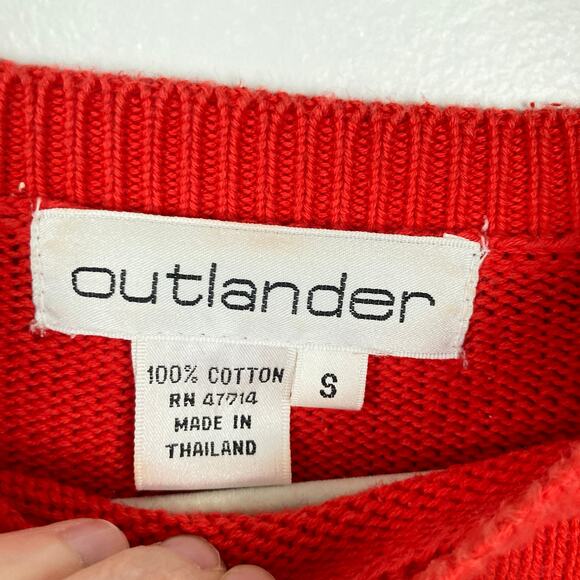 outlander
100% COTTON
RN 47714
MADE IN
THAILAND
S